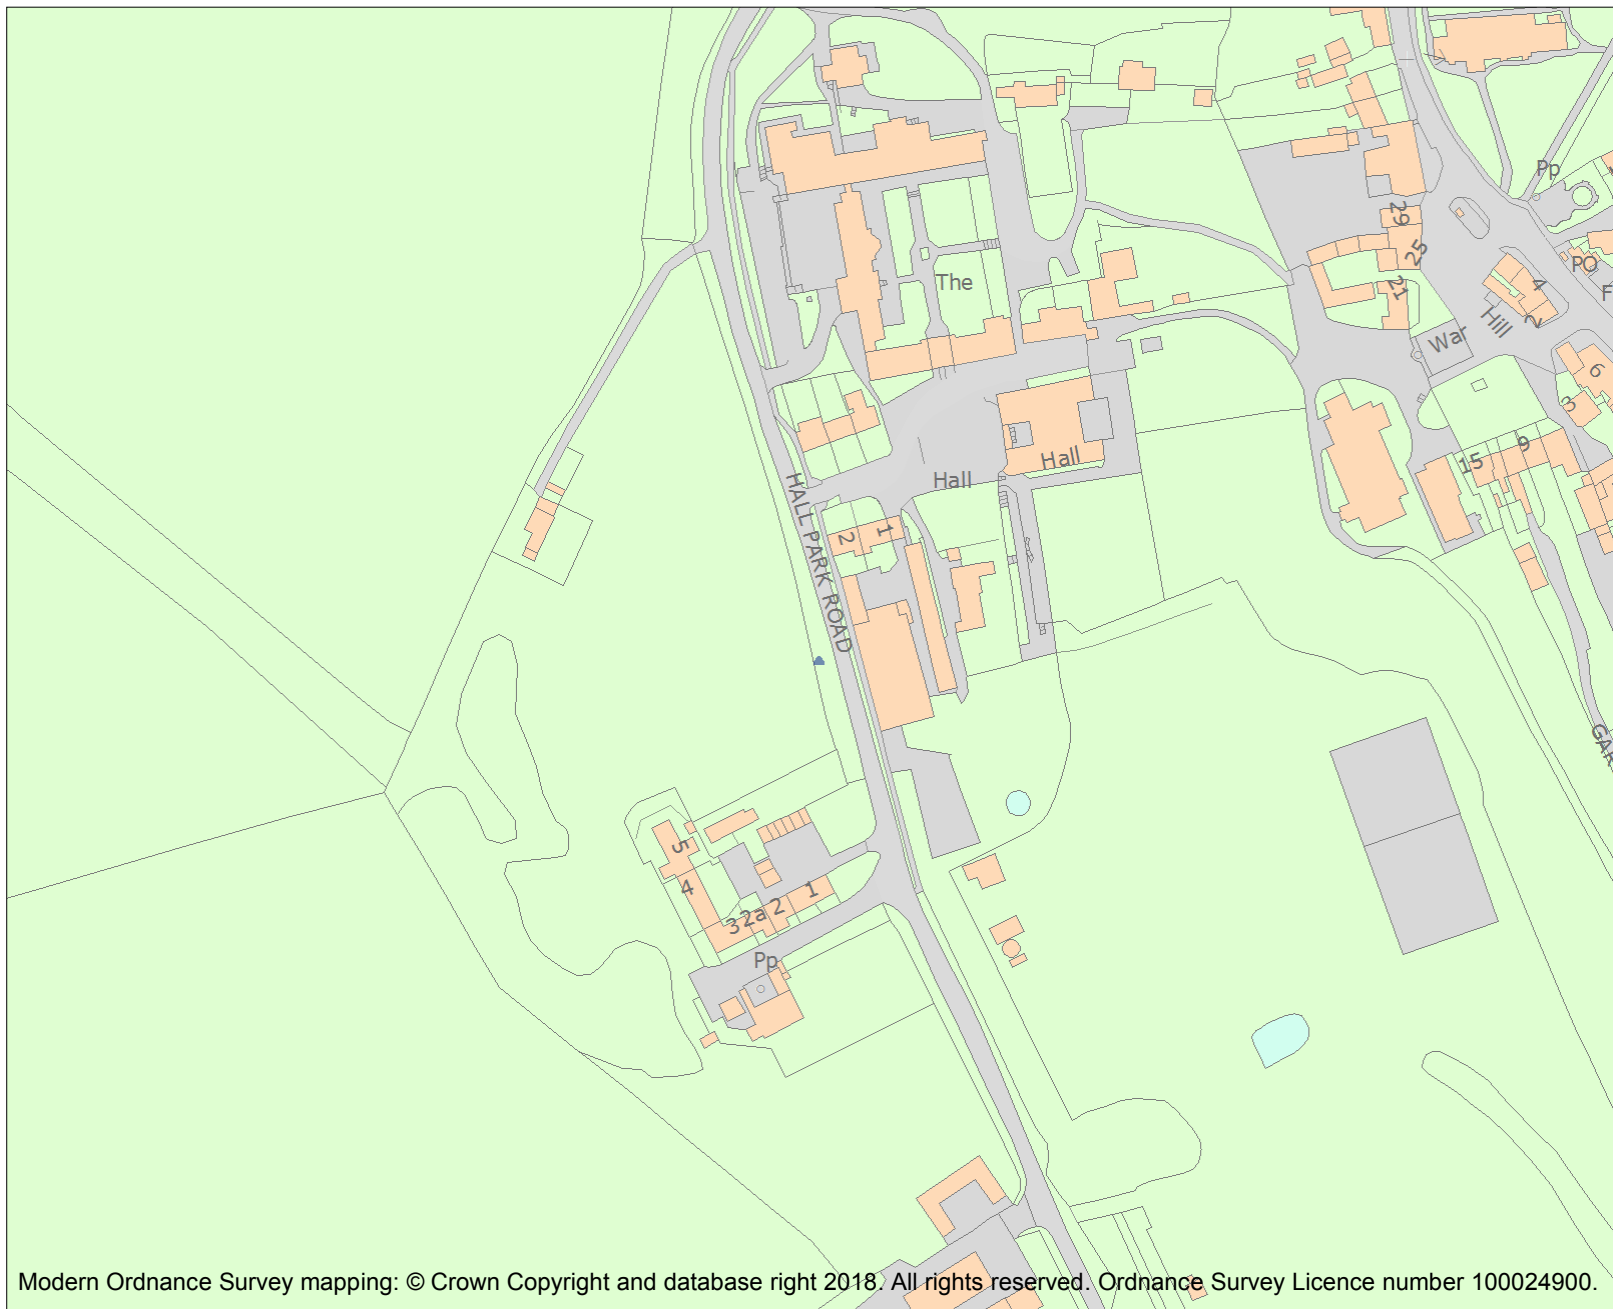 Pp
29
25
PO
The
21
4
2
Hill
War
6
3
9
15
Hall
Hall
HALL PARK ROAD
1
2
5
4
1
2
2a
3
Pp
Modern Ordnance Survey mapping: © Crown Copyright and database right 2018. All rights reserved. Ordnance Survey Licence number 100024900.